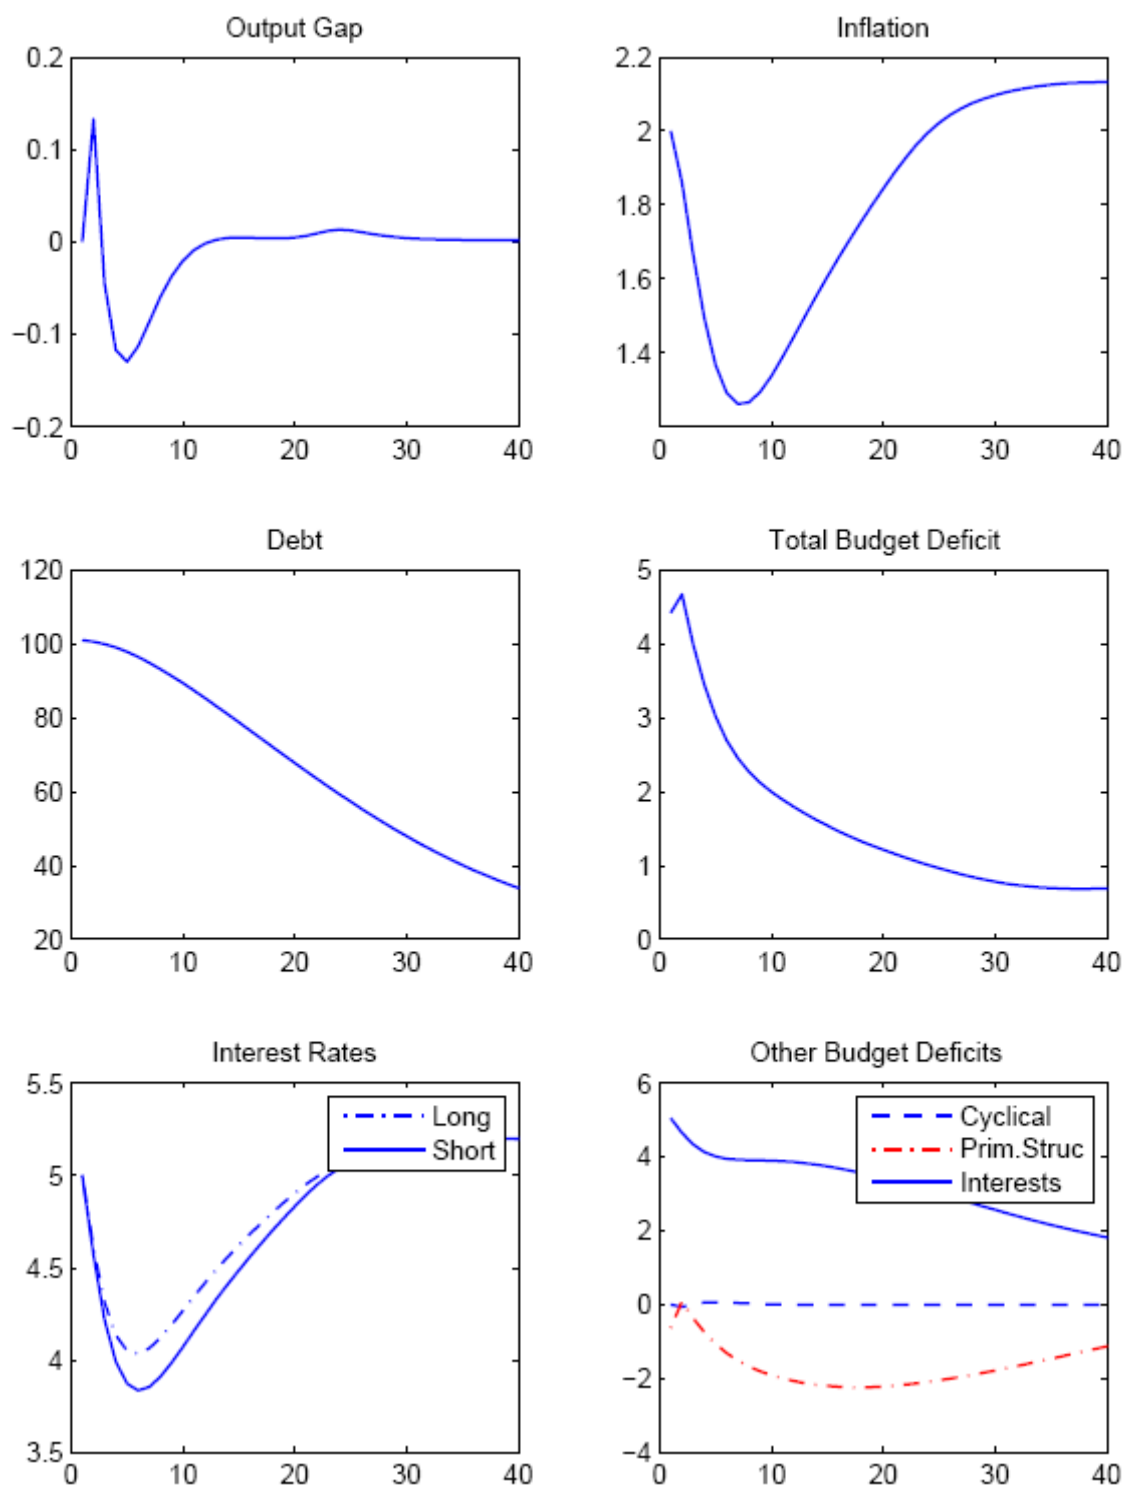 Output Gap
0.2
0.1
0
−0.1
−0.2
0 10 20 30 40
Inflation
2.2
2
1.8
1.6
1.4
0 10 20 30 40
Debt
120
100
80
60
40
20
0 10 20 30 40
Total Budget Deficit
5
4
3
2
1
0
0 10 20 30 40
Interest Rates
5.5
5
4.5
4
3.5
0 10 20 30 40
Long
Short
Other Budget Deficits
6
4
2
0
−2
−4
0 10 20 30 40
Cyclical
Prim.Struc
Interests